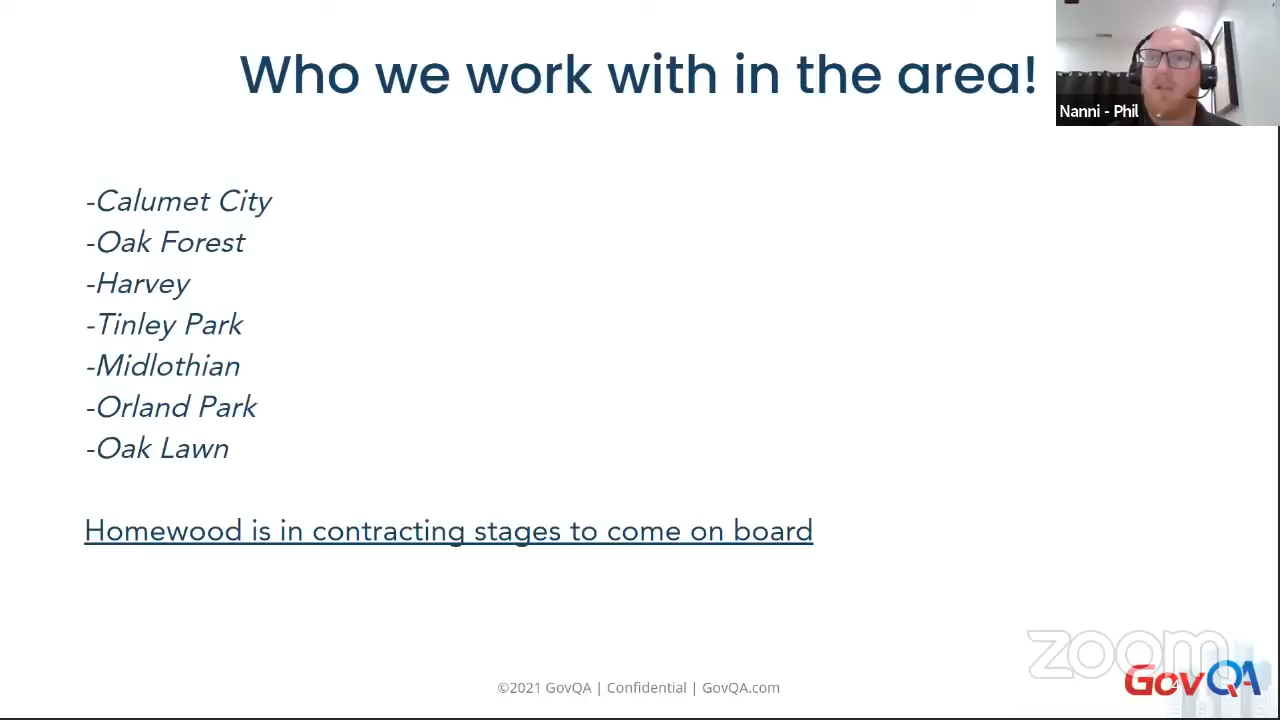 Who we work with in the area!
Nanni - Phil
-Calumet City
-Oak Forest
-Harvey
-Tinley Park
-Midlothian
-Orland Park
-Oak Lawn
Homewood is in contracting stages to come on board
zoom
©2021 GovQA | Confidential | GovQA.com
GovQA